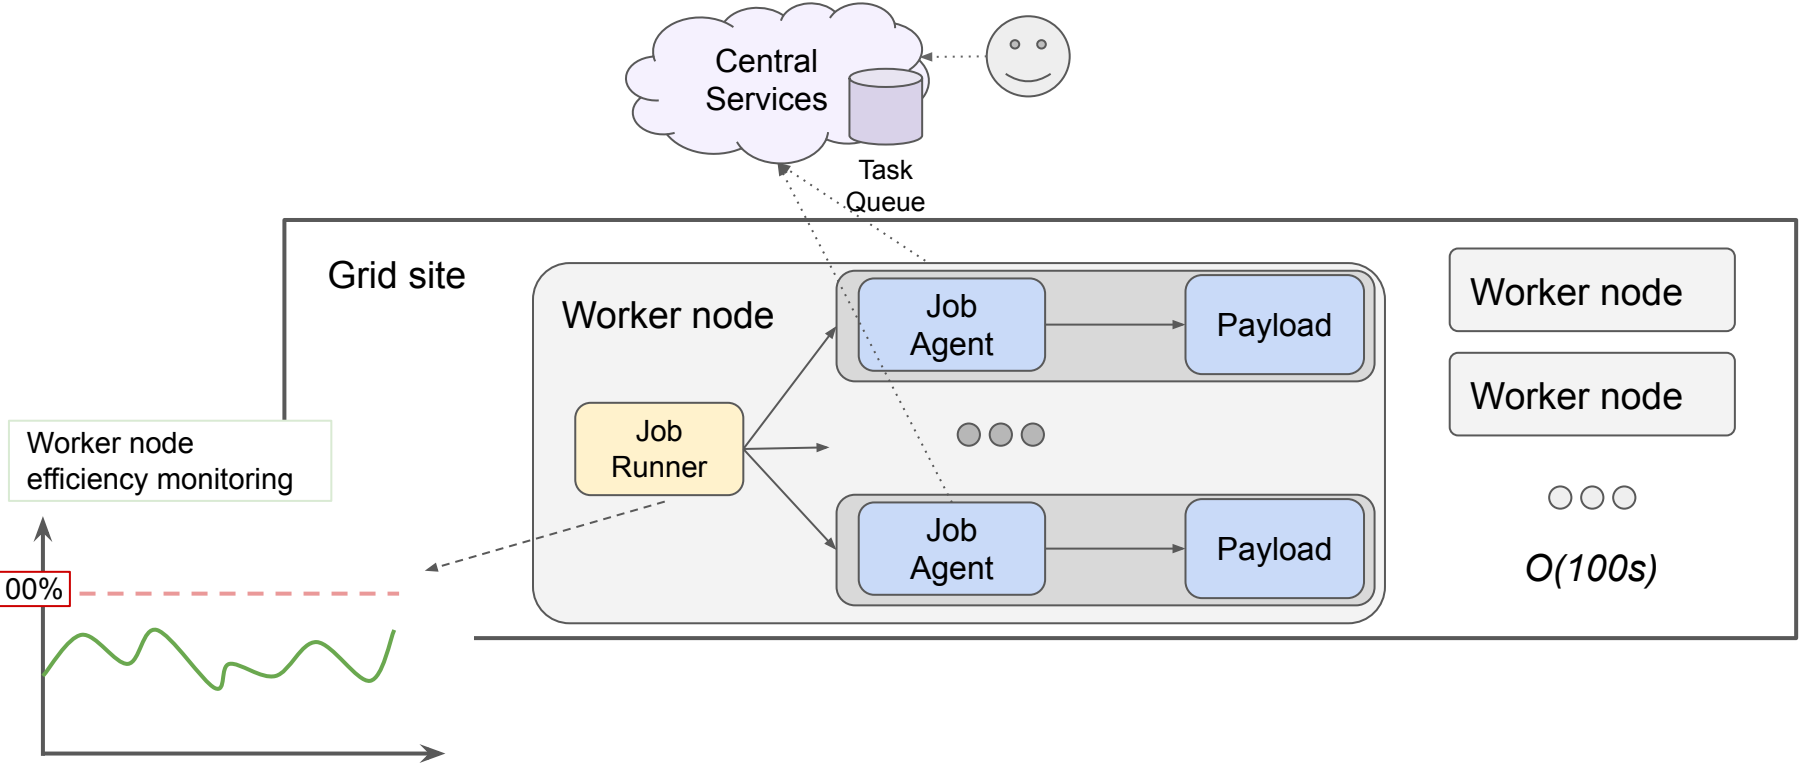 Central
Services
Task
Queue
Grid site
Worker node
Job
Agent
Payload
Worker node
Worker node
Job
Runner
Worker node
efficiency monitoring
Job
Agent
Payload
O(100s)
00%